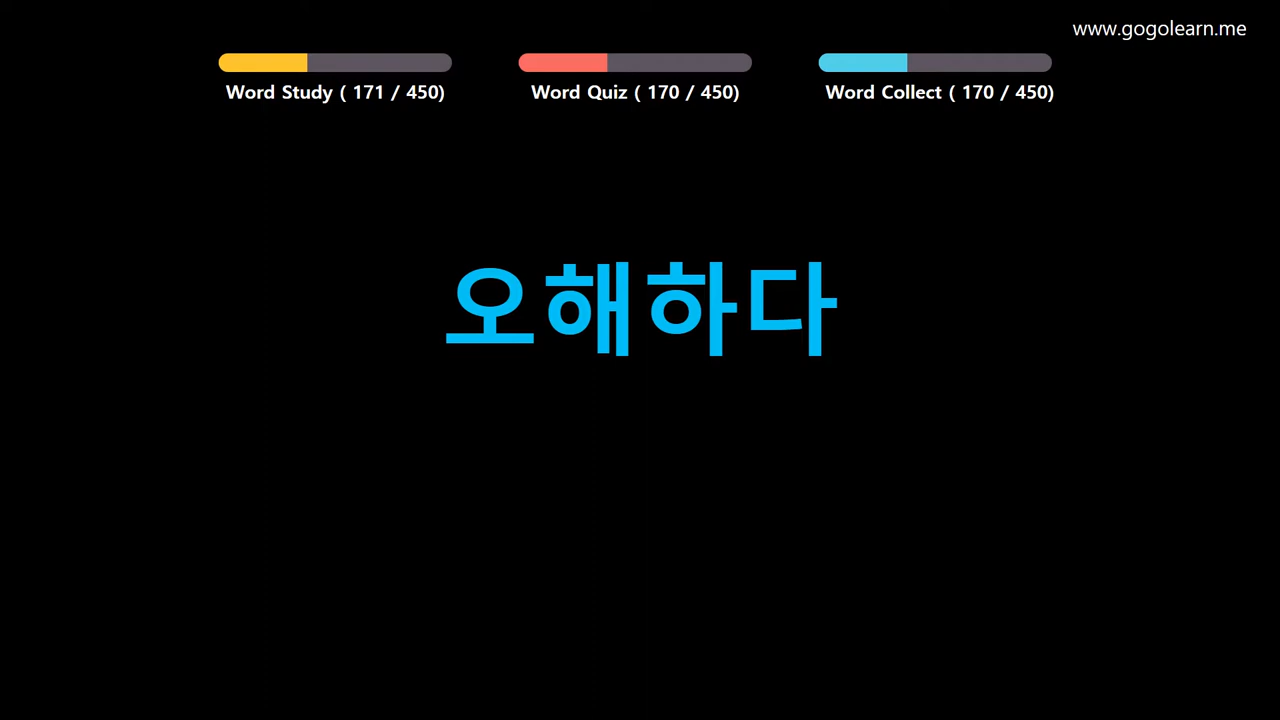 www.gogolearn.me
Word Study ( 171 / 450)
Word Quiz ( 170 / 450)
Word Collect ( 170 / 450)
오해하다